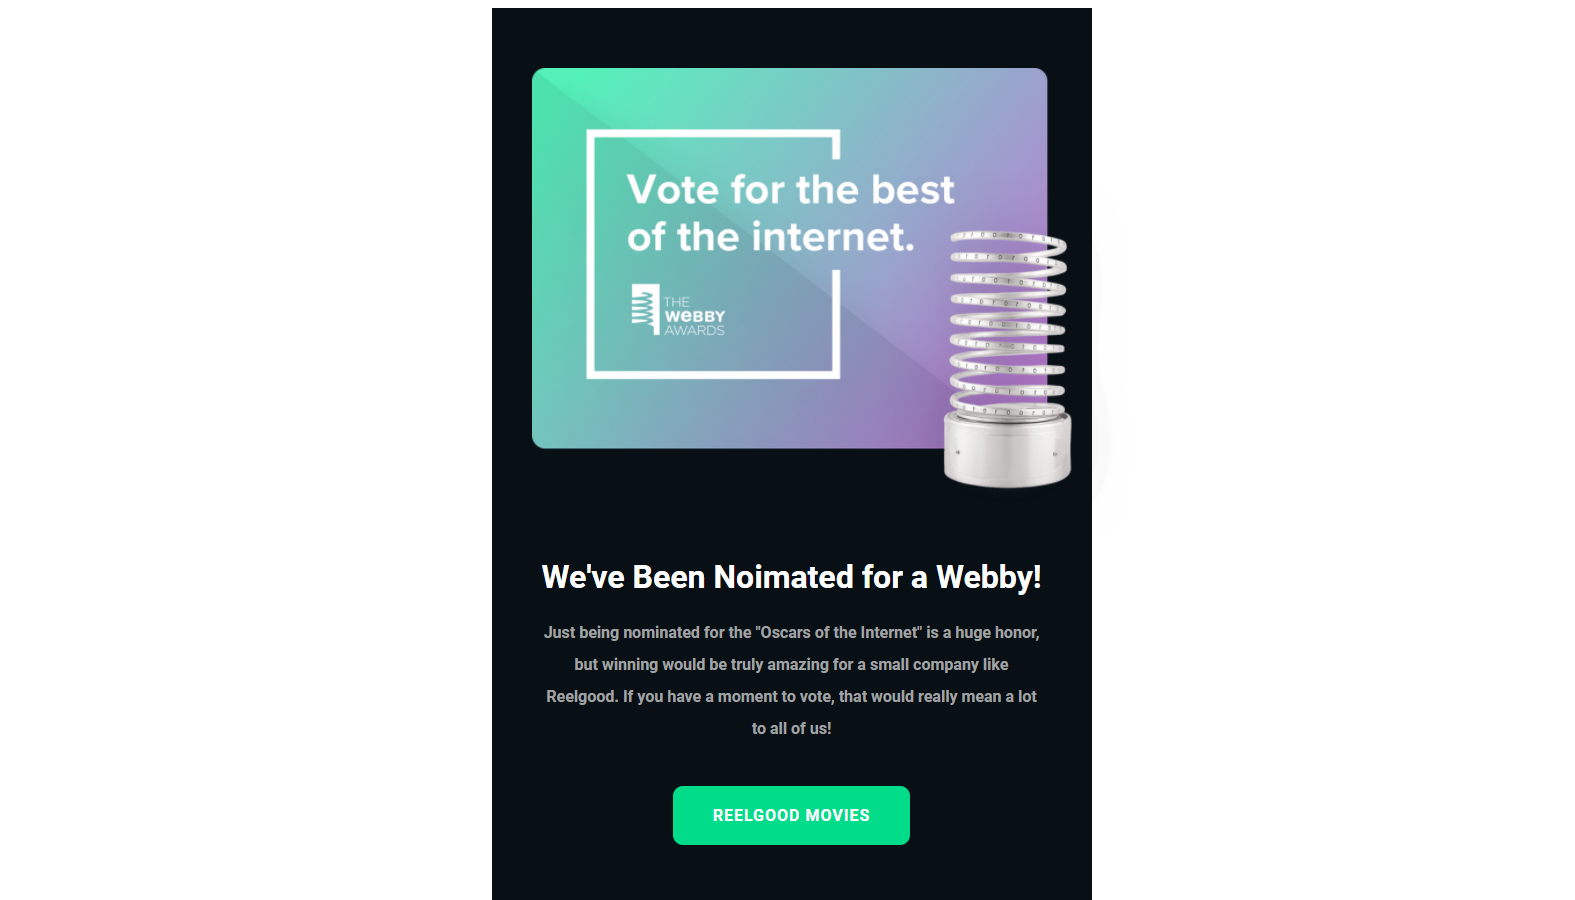 Vote for the best
of the internet.
THE
WEBBY
AWARDS
We've Been Noimated for a Webby!
Just being nominated for the "Oscars of the Internet" is a huge honor,
but winning would be truly amazing for a small company like
Reelgood. If you have a moment to vote, that would really mean a lot
to all of us!
REELGOOD MOVIES